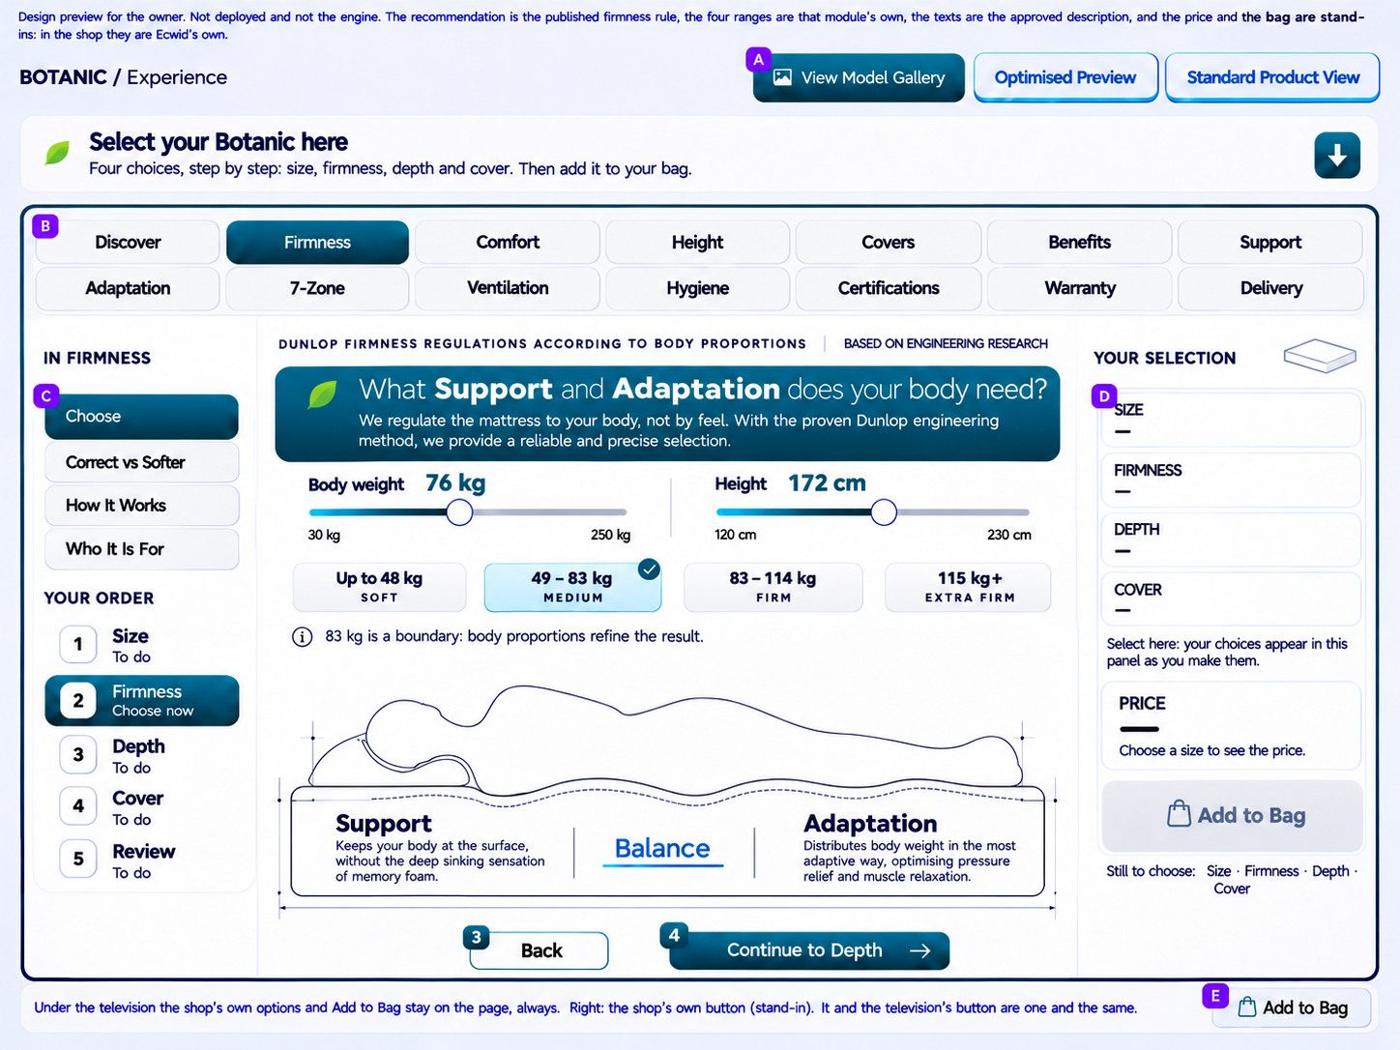 Design preview for the owner. Not deployed and not the engine. The recommendation is the published firmness rule, the four ranges are that module's own, the texts are the approved description, and the price and the bag are stand-
ins: in the shop they are Ecwid's own.
BOTANIC / Experience
A
View Model Gallery
Optimised Preview
Standard Product View
Select your Botanic here
Four choices, step by step: size, firmness, depth and cover. Then add it to your bag.
B
Discover
Firmness
Comfort
Height
Covers
Benefits
Support
Adaptation
7-Zone
Ventilation
Hygiene
Certifications
Warranty
Delivery
IN FIRMNESS
C
Choose
Correct vs Softer
How It Works
Who It Is For
YOUR ORDER
1
Size
To do
2
Firmness
Choose now
3
Depth
To do
4
Cover
To do
5
Review
To do
DUNLOP FIRMNESS REGULATIONS ACCORDING TO BODY PROPORTIONS
BASED ON ENGINEERING RESEARCH
What Support and Adaptation does your body need?
We regulate the mattress to your body, not by feel. With the proven Dunlop engineering
method, we provide a reliable and precise selection.
Body weight 76 kg
30 kg
250 kg
Height 172 cm
120 cm
230 cm
Up to 48 kg
SOFT
49 – 83 kg
MEDIUM
83 – 114 kg
FIRM
115 kg+
EXTRA FIRM
83 kg is a boundary: body proportions refine the result.
Support
Keeps your body at the surface,
without the deep sinking sensation
of memory foam.
Balance
Adaptation
Distributes body weight in the most
adaptive way, optimising pressure
relief and muscle relaxation.
3
Back
4
Continue to Depth →
YOUR SELECTION
D
SIZE
—
FIRMNESS
—
DEPTH
—
COVER
—
Select here: your choices appear in this
panel as you make them.
PRICE
—
Choose a size to see the price.
Add to Bag
Still to choose: Size · Firmness · Depth ·
Cover
Under the television the shop's own options and Add to Bag stay on the page, always. Right: the shop's own button (stand-in). It and the television's button are one and the same.
E
Add to Bag